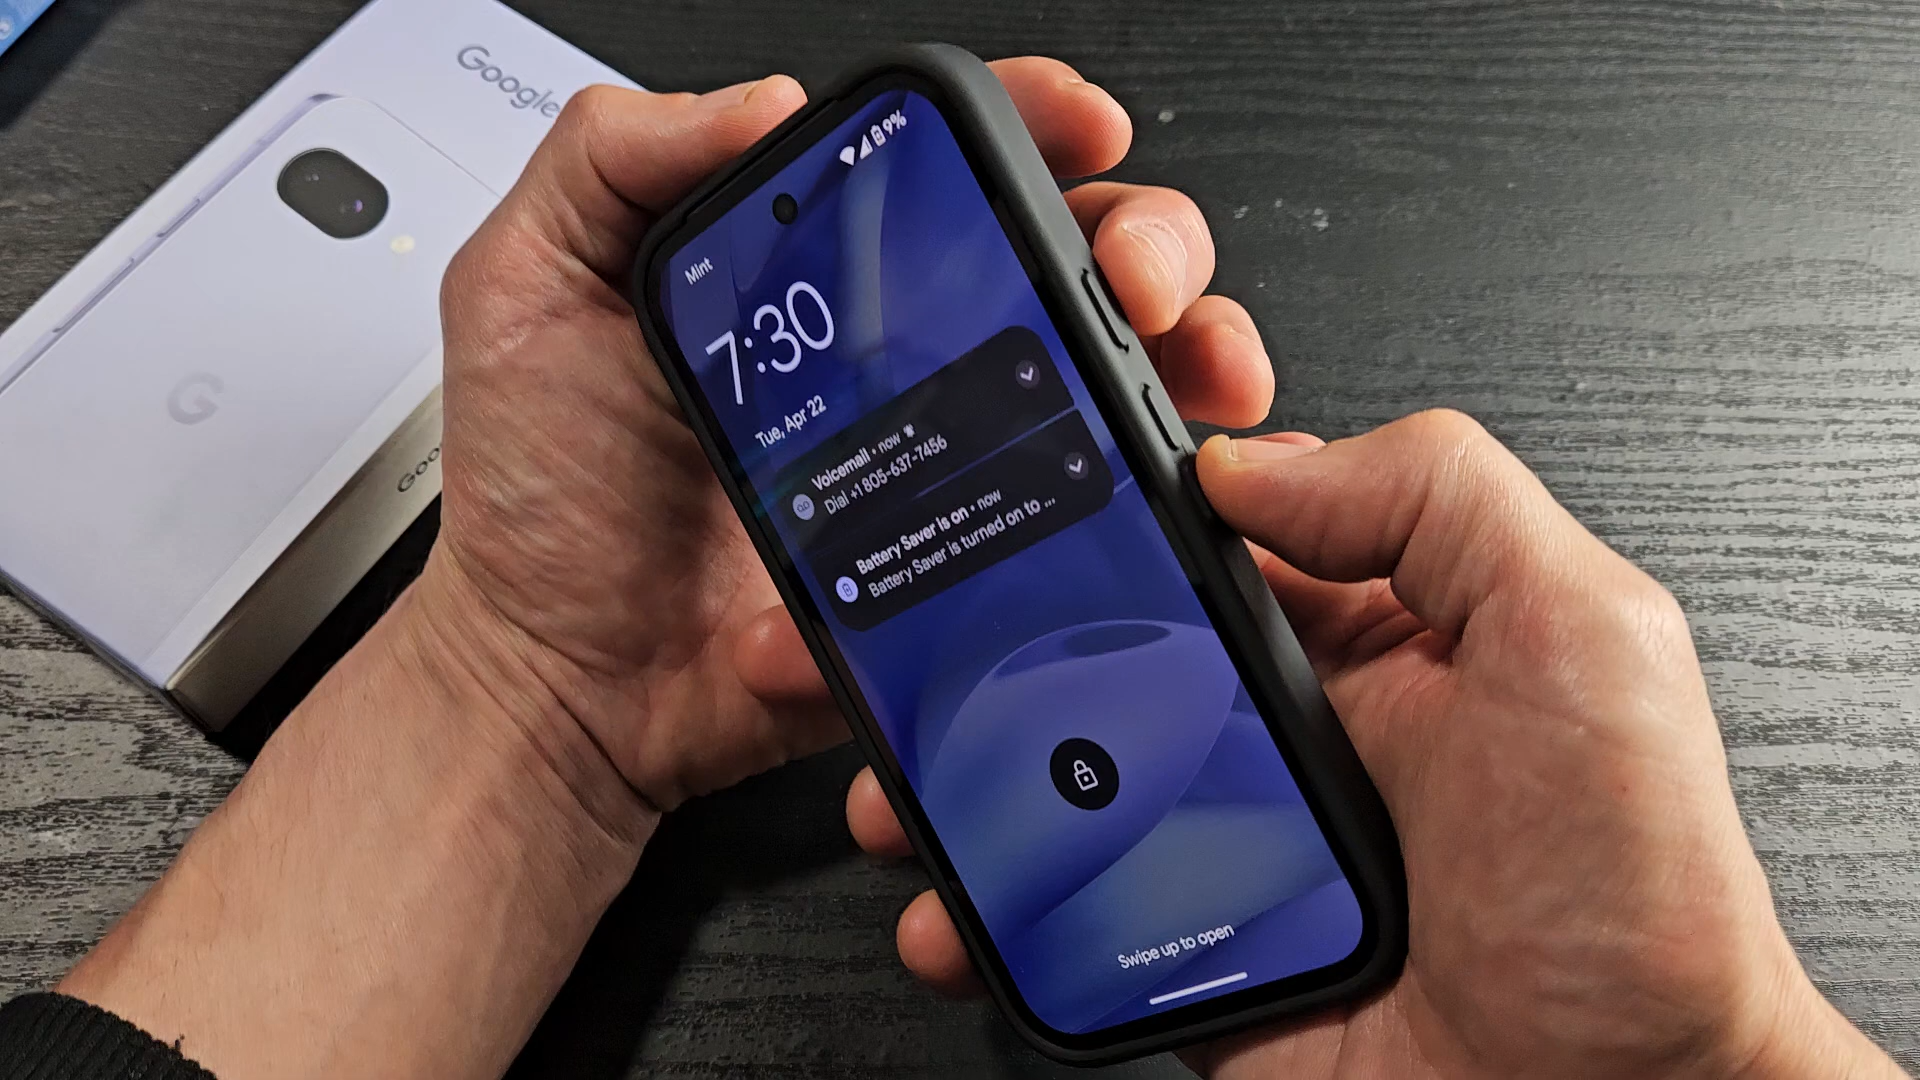 Google
G
Goo
9%
Mint
7:30
Tue, Apr 22
Voicemail • now
Dial +1 805-637-7456
Battery Saver is on • now
Battery Saver is turned on to ...
Swipe up to open